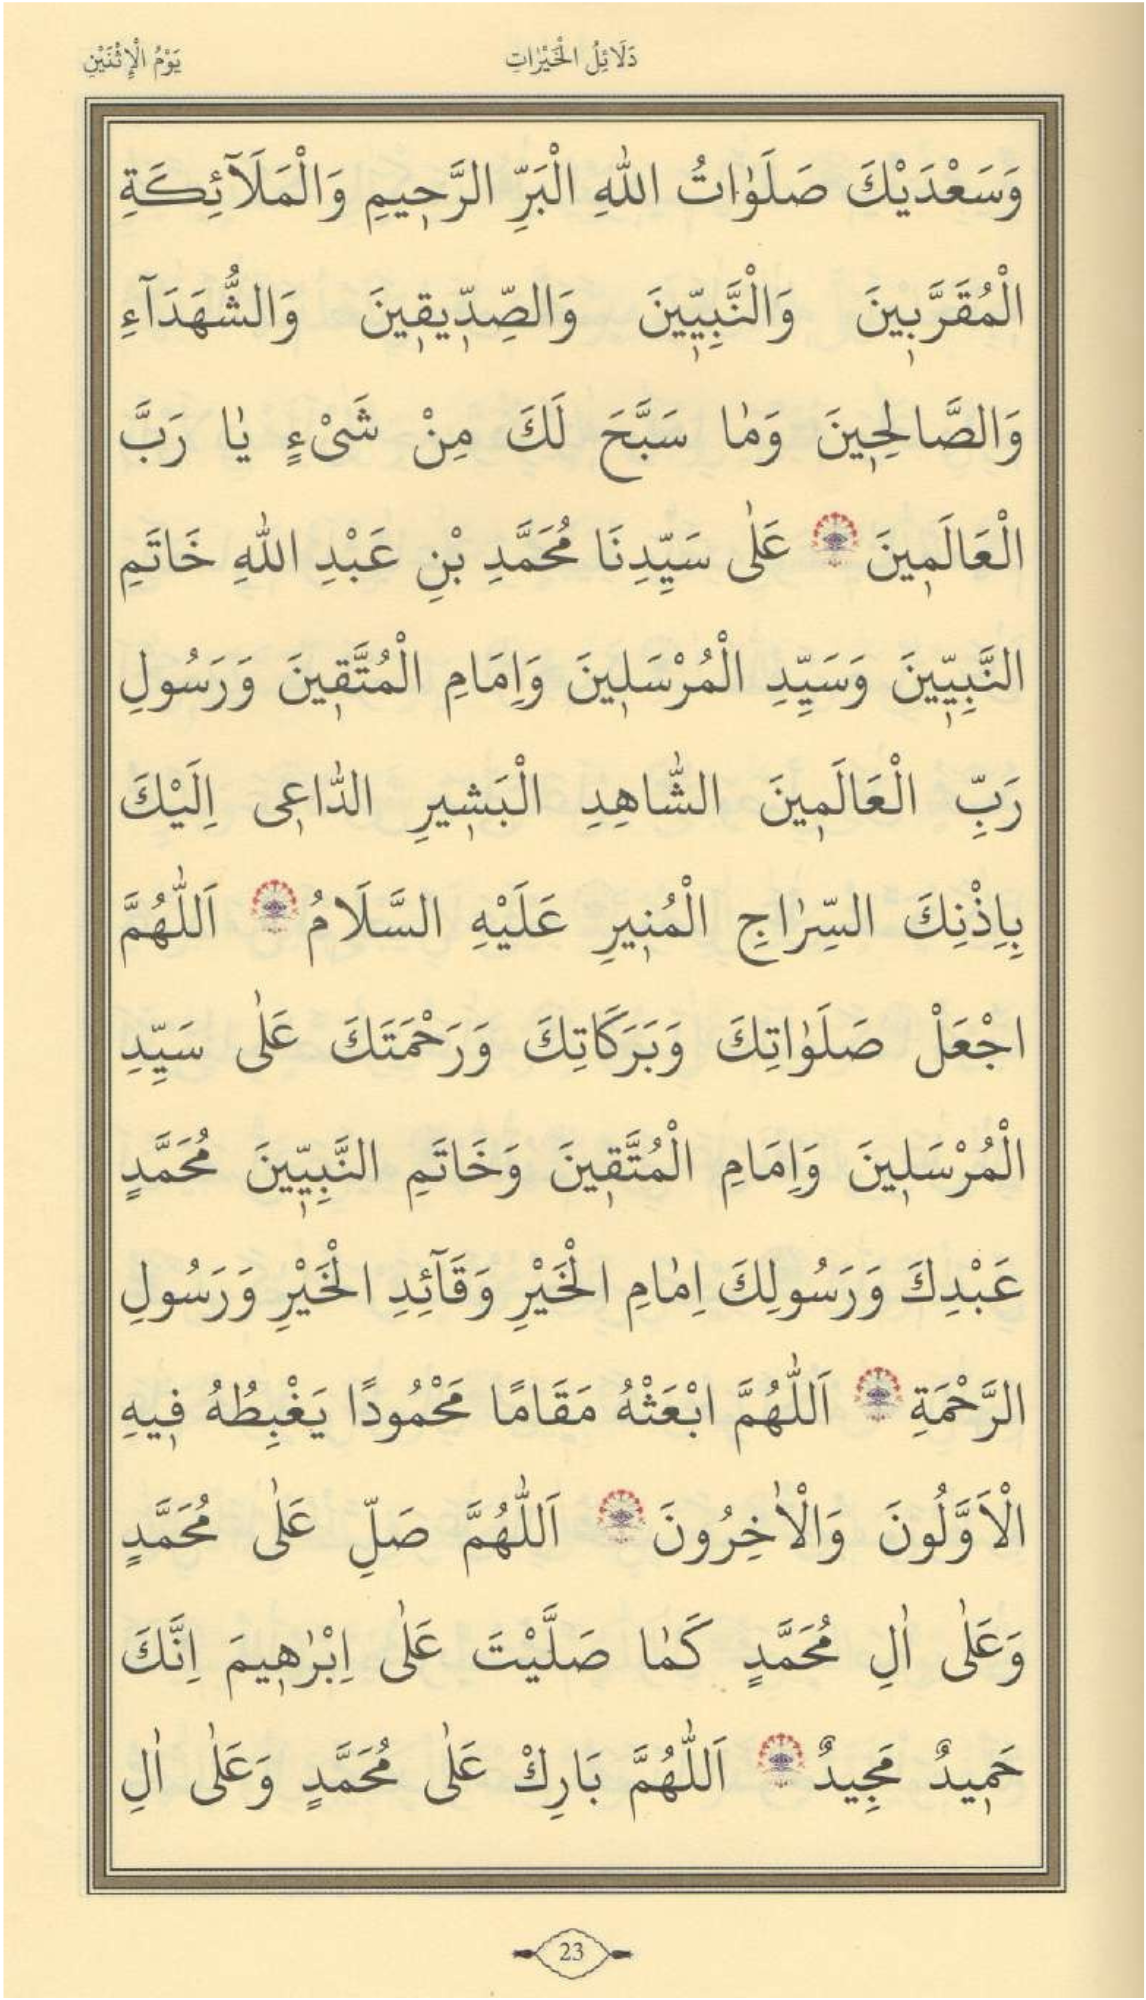 دَلَائِلُ الْخَيْرَاتِ يَوْمُ الْإِثْنَيْنِ
وَسَعْدَيْكَ صَلَوٰاتُ اللّٰهِ الْبَرِّ الرَّحٖيمِ وَالْمَلَآئِكَةِ
الْمُقَرَّبٖينَ وَالْنَّبِيّٖينَ وَالصِّدّٖيقٖينَ وَالشُّهَدَآءِ
وَالصَّالِحٖينَ وَمٰا سَبَّحَ لَكَ مِنْ شَىْءٍ يٰا رَبَّ
الْعَالَمٖينَ ۞ عَلٰى سَيِّدِنَا مُحَمَّدِ بْنِ عَبْدِ اللّٰهِ خَاتَمِ
النَّبِيّٖينَ وَسَيِّدِ الْمُرْسَلٖينَ وَاِمَامِ الْمُتَّقٖينَ وَرَسُولِ
رَبِّ الْعَالَمٖينَ الشّٰاهِدِ الْبَشٖيرِ الدّٰاعٖى اِلَيْكَ
بِاِذْنِكَ السِّرٰاجِ الْمُنٖيرِ عَلَيْهِ السَّلَامُ ۞ اَللّٰهُمَّ
اجْعَلْ صَلَوٰاتِكَ وَبَرَكَاتِكَ وَرَحْمَتَكَ عَلٰى سَيِّدِ
الْمُرْسَلٖينَ وَاِمَامِ الْمُتَّقٖينَ وَخَاتَمِ النَّبِيّٖينَ مُحَمَّدٍ
عَبْدِكَ وَرَسُولِكَ اِمٰامِ الْخَيْرِ وَقَآئِدِ الْخَيْرِ وَرَسُولِ
الرَّحْمَةِ ۞ اَللّٰهُمَّ ابْعَثْهُ مَقَامًا مَحْمُودًا يَغْبِطُهُ فٖيهِ
الْاَوَّلُونَ وَالْاٰخِرُونَ ۞ اَللّٰهُمَّ صَلِّ عَلٰى مُحَمَّدٍ
وَعَلٰى اٰلِ مُحَمَّدٍ كَمٰا صَلَّيْتَ عَلٰى اِبْرٰهٖيمَ اِنَّكَ
حَمٖيدٌ مَجٖيدٌ ۞ اَللّٰهُمَّ بَارِكْ عَلٰى مُحَمَّدٍ وَعَلٰى اٰلِ
23